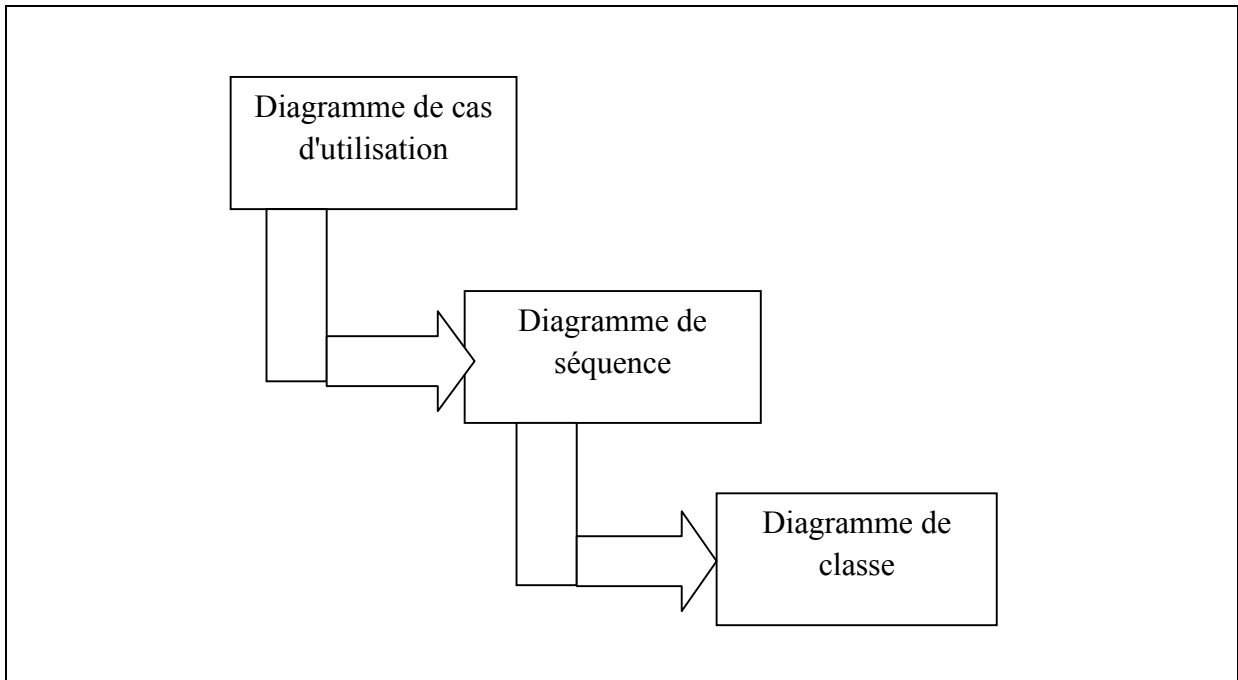 Diagramme de cas
d'utilisation
Diagramme de
séquence
Diagramme de
classe